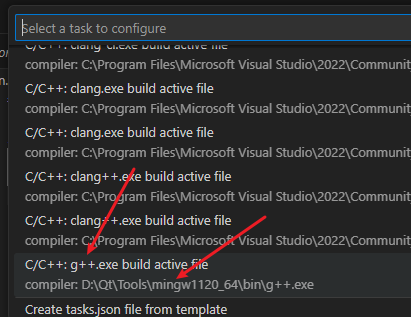 Select a task to configure
C/C++: clang-cl.exe build active file
compiler: C:\Program Files\Microsoft Visual Studio\2022\Communit
C/C++: clang.exe build active file
compiler: C:\Program Files\Microsoft Visual Studio\2022\Communit
C/C++: clang.exe build active file
compiler: C:\Program Files\Microsoft Visual Studio\2022\Communit
C/C++: clang++.exe build active file
compiler: C:\Program Files\Microsoft Visual Studio\2022\Communit
C/C++: clang++.exe build active file
compiler: C:\Program Files\Microsoft Visual Studio\2022\Communit
C/C++: g++.exe build active file
compiler: D:\Qt\Tools\mingw1120_64\bin\g++.exe
Create tasks.json file from template